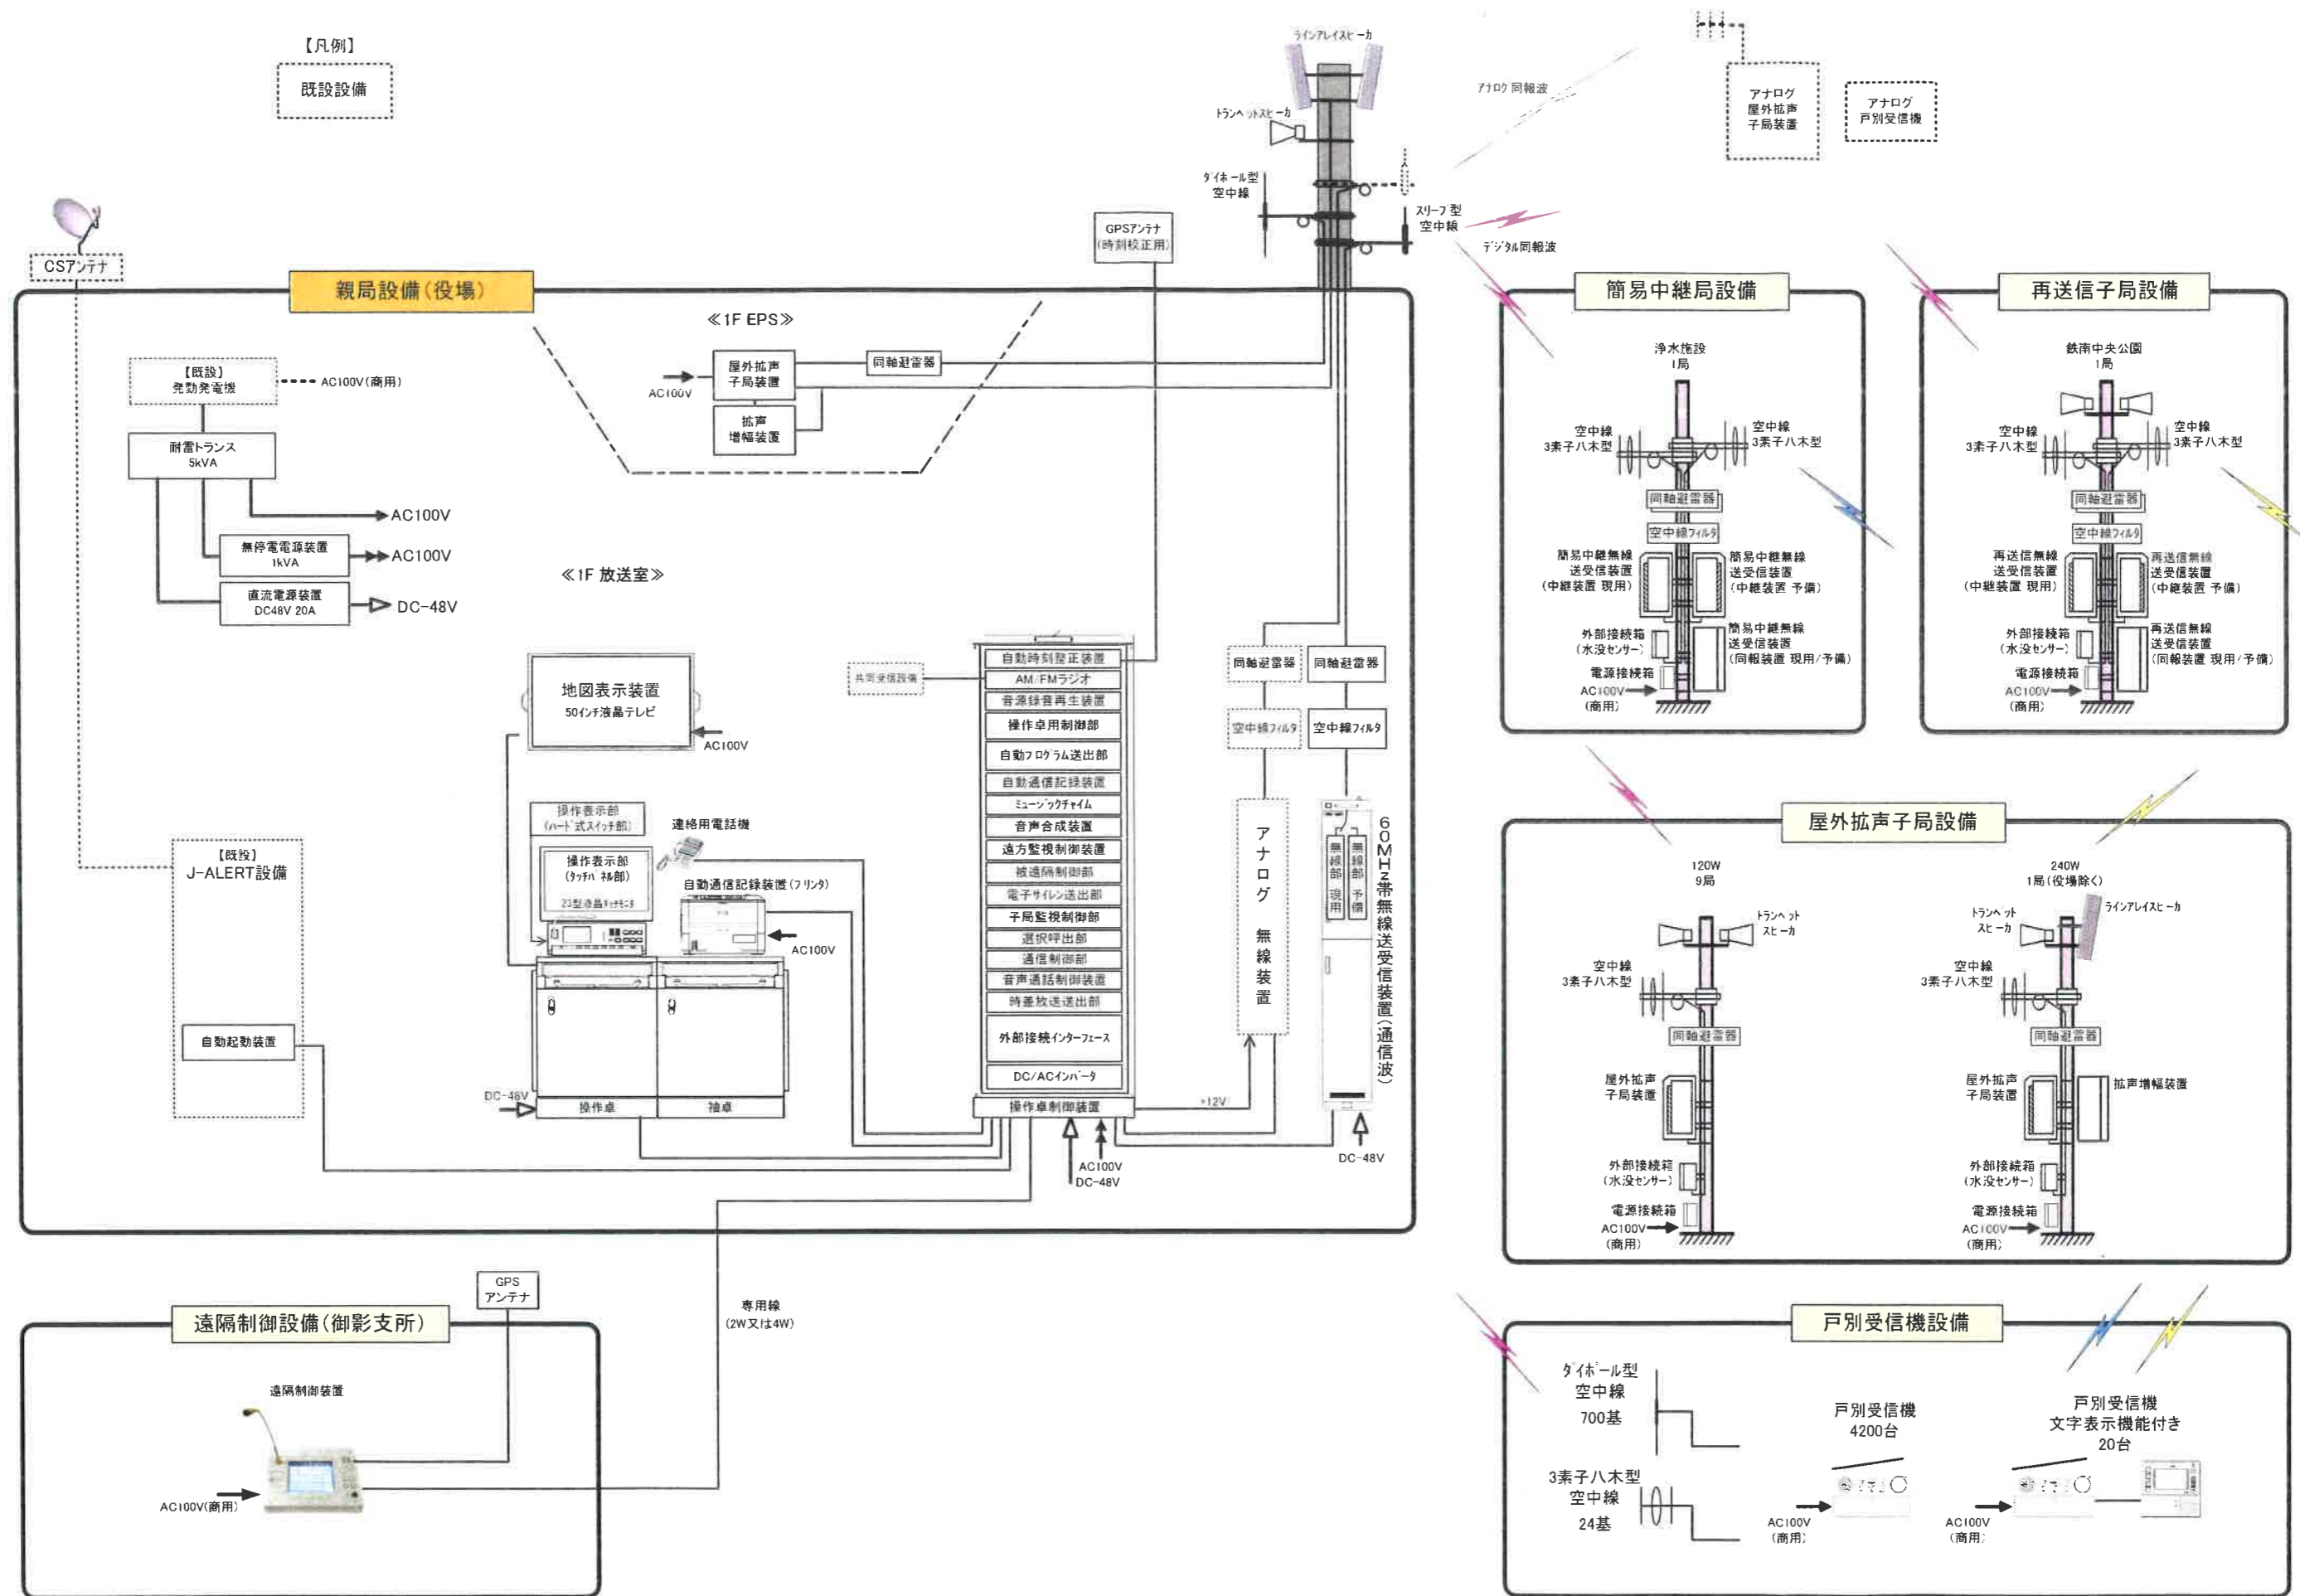 【凡例】
既設設備
ラインアレイスピーカ
トランペットスピーカ
ダイポール型
空中線
スリーブ型
空中線
アナログ同報波
デジタル同報波
アナログ
屋外拡声
子局装置
アナログ
戸別受信機
CSアンテナ
GPSアンテナ
(時刻校正用)
親局設備(役場)
≪1F EPS≫
屋外拡声
子局装置
AC100V
拡声
増幅装置
同軸避雷器
【既設】
発動発電機
AC100V(商用)
耐雷トランス
5kVA
AC100V
無停電電源装置
1kVA
AC100V
直流電源装置
DC48V 20A
DC-48V
≪1F 放送室≫
地図表示装置
50インチ液晶テレビ
AC100V
操作表示部
(ハード式スイッチ部)
操作表示部
(タッチパネル部)
23型液晶タッチモニタ
連絡用電話機
自動通信記録装置(プリンタ)
AC100V
DC-48V
操作卓
袖卓
【既設】
J-ALERT設備
自動起動装置
共同受信設備
自動時刻整正装置
AM/FMラジオ
音源録音再生装置
操作卓用制御部
自動プログラム送出部
自動通信記録装置
ミュージックチャイム
音声合成装置
遠方監視制御装置
被遠隔制御部
電子サイレン送出部
子局監視制御部
選択呼出部
通信制御部
音声通話制御装置
時差放送送出部
外部接続インターフェース
DC/ACインバータ
操作卓制御装置
+12V
AC100V
DC-48V
同軸避雷器
空中線フィルタ
アナログ 無線装置
同軸避雷器
空中線フィルタ
無線部 現用
無線部 予備
60MHz帯無線送受信装置(通信波)
DC-48V
簡易中継局設備
浄水施設
1局
空中線
3素子八木型
空中線
3素子八木型
同軸避雷器
空中線フィルタ
簡易中継無線
送受信装置
(中継装置 現用)
簡易中継無線
送受信装置
(中継装置 予備)
外部接続箱
(水没センサー)
簡易中継無線
送受信装置
(同報装置 現用/予備)
電源接続箱
AC100V
(商用)
再送信子局設備
鉄南中央公園
1局
空中線
3素子八木型
空中線
3素子八木型
同軸避雷器
空中線フィルタ
再送信無線
送受信装置
(中継装置 現用)
再送信無線
送受信装置
(中継装置 予備)
外部接続箱
(水没センサー)
再送信無線
送受信装置
(同報装置 現用/予備)
電源接続箱
AC100V
(商用)
屋外拡声子局設備
120W
9局
トランペット
スピーカ
空中線
3素子八木型
同軸避雷器
屋外拡声
子局装置
外部接続箱
(水没センサー)
電源接続箱
AC100V
(商用)
240W
1局(役場除く)
トランペット
スピーカ
ラインアレイスピーカ
空中線
3素子八木型
同軸避雷器
屋外拡声
子局装置
拡声増幅装置
外部接続箱
(水没センサー)
電源接続箱
AC100V
(商用)
遠隔制御設備(御影支所)
GPS
アンテナ
専用線
(2W又は4W)
遠隔制御装置
AC100V(商用)
戸別受信機設備
ダイポール型
空中線
700基
3素子八木型
空中線
24基
戸別受信機
4200台
AC100V
(商用)
戸別受信機
文字表示機能付き
20台
AC100V
(商用)